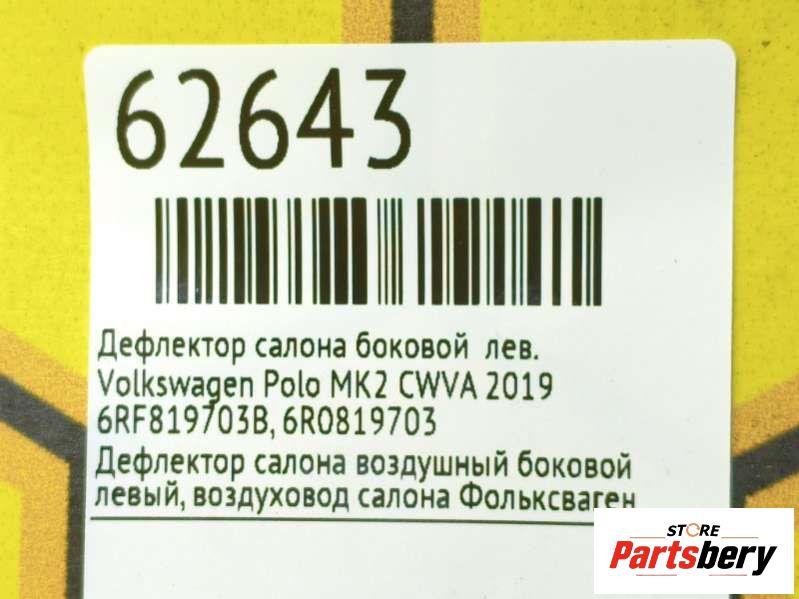 62643
Дефлектор салона боковой лев.
Volkswagen Polo MK2 CWVA 2019
6RF819703B, 6R0819703
Дефлектор салона воздушный боковой
левый, воздуховод салона Фольксваген
STORE
Partsbery